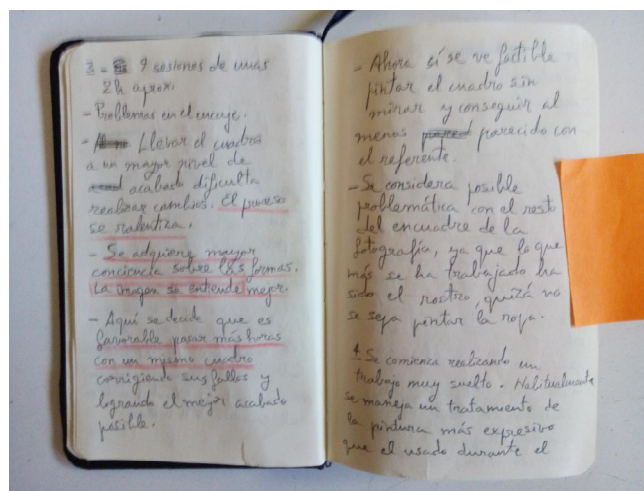 3 - 9 sesiones de unas
2h aprox.
- Problemas en el encaje.
- Llevar el cuadro
a un mayor nivel de
acabado dificulta
realizar cambios. El proceso
se ralentiza.
- Se adquiere mayor
conciencia sobre las formas.
La imagen se entiende mejor.
- Aquí se decide que es
favorable pasar más horas
con un mismo cuadro
corrigiendo sus fallos y
logrando el mejor acabado
posible.
- Ahora sí se ve factible
pintar el cuadro sin
mirar y conseguir al
menos parecido con
el referente.
- Se considera posible
problemática con el resto
del encuadre de la
fotografía, ya que lo que
más se ha trabajado ha
sido el rostro, quizá no
se sepa pintar la ropa.
4 - Se comienza realizando un
trabajo muy suelto. Habitualmente
se maneja un tratamiento de
la pintura más expresivo
que el usado durante el